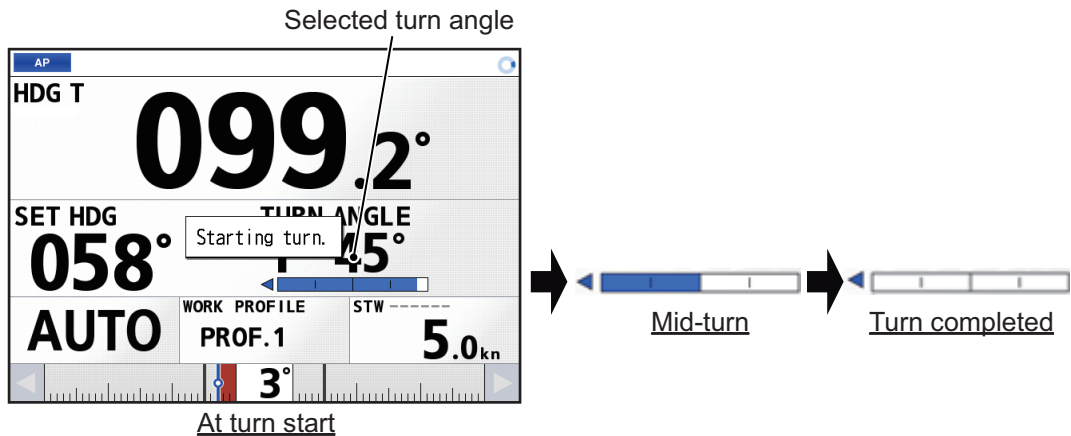 Selected turn angle
AP
HDG T
099.2°
SET HDG
058°
TURN ANGLE
45°
Starting turn.
AUTO
WORK PROFILE
PROF.1
STW ------
5.0kn
3°
At turn start
Mid-turn
Turn completed